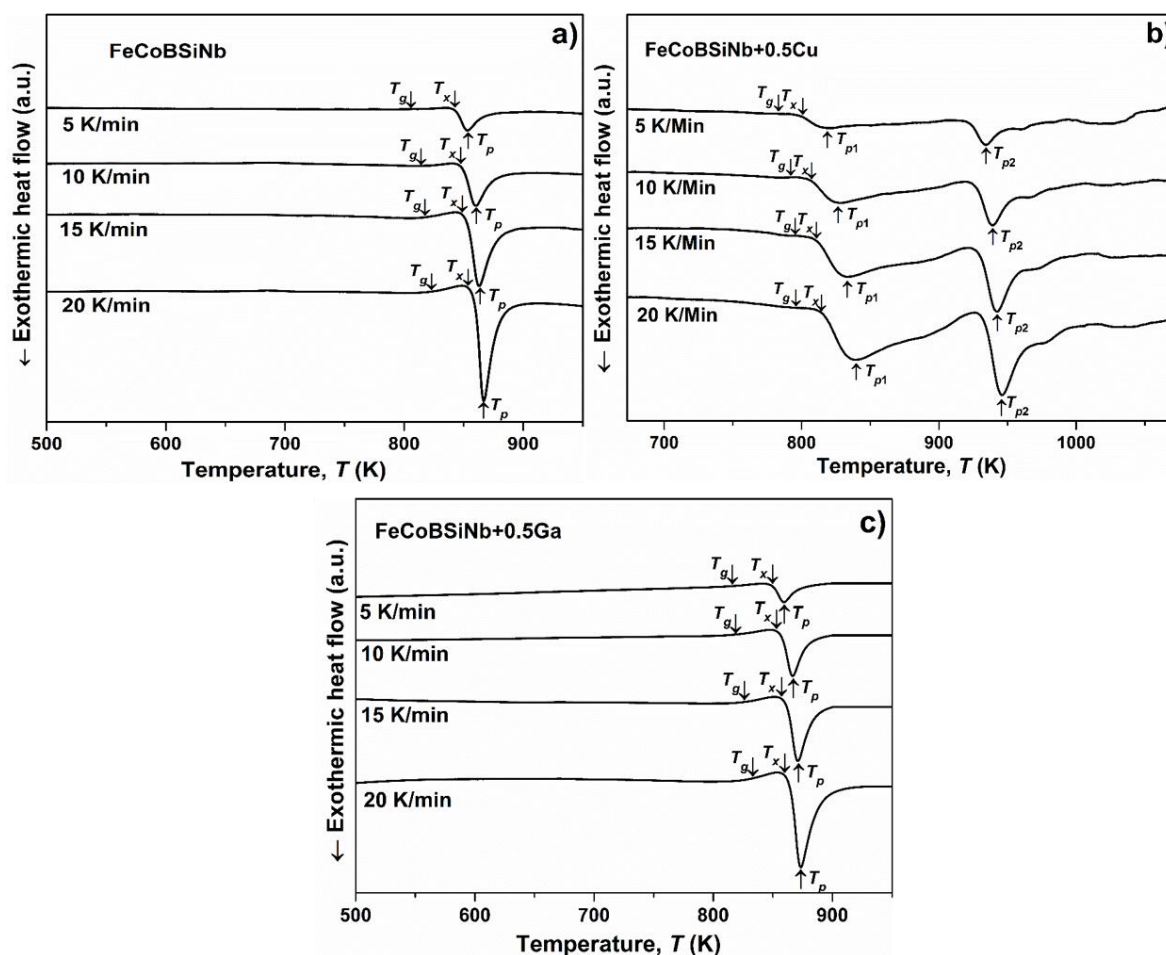 a)
FeCoBSiNb
← Exothermic heat flow (a.u.)
Tg↓ Tx↓
5 K/min
↑Tp
Tg↓ Tx↓
10 K/min
↑Tp
Tg↓ Tx↓
15 K/min
↑Tp
Tg↓ Tx↓
20 K/min
↑Tp
500 600 700 800 900
Temperature, T (K)
b)
FeCoBSiNb+0.5Cu
← Exothermic heat flow (a.u.)
Tg↓Tx↓
5 K/Min
↑Tp1 ↑Tp2
Tg↓Tx↓
10 K/Min
↑Tp1 ↑Tp2
Tg↓Tx↓
15 K/Min
↑Tp1 ↑Tp2
Tg↓Tx↓
20 K/Min
↑Tp1 ↑Tp2
700 800 900 1000
Temperature, T (K)
c)
FeCoBSiNb+0.5Ga
← Exothermic heat flow (a.u.)
Tg↓ Tx↓
5 K/min
↑Tp
Tg↓ Tx↓
10 K/min
↑Tp
Tg↓ Tx↓
15 K/min
↑Tp
Tg↓ Tx↓
20 K/min
↑Tp
500 600 700 800 900
Temperature, T (K)